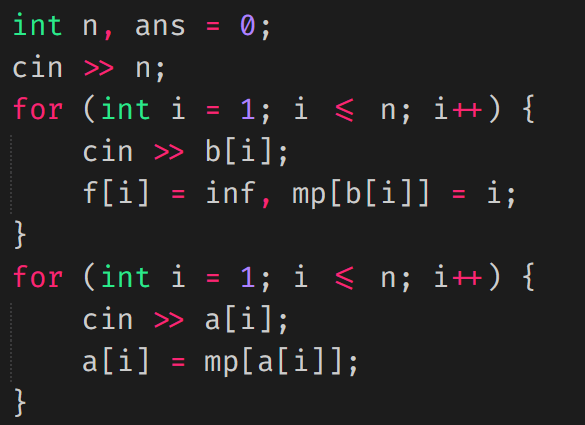 int n, ans = 0;
cin >> n;
for (int i = 1; i <= n; i++) {
    cin >> b[i];
    f[i] = inf, mp[b[i]] = i;
}
for (int i = 1; i <= n; i++) {
    cin >> a[i];
    a[i] = mp[a[i]];
}